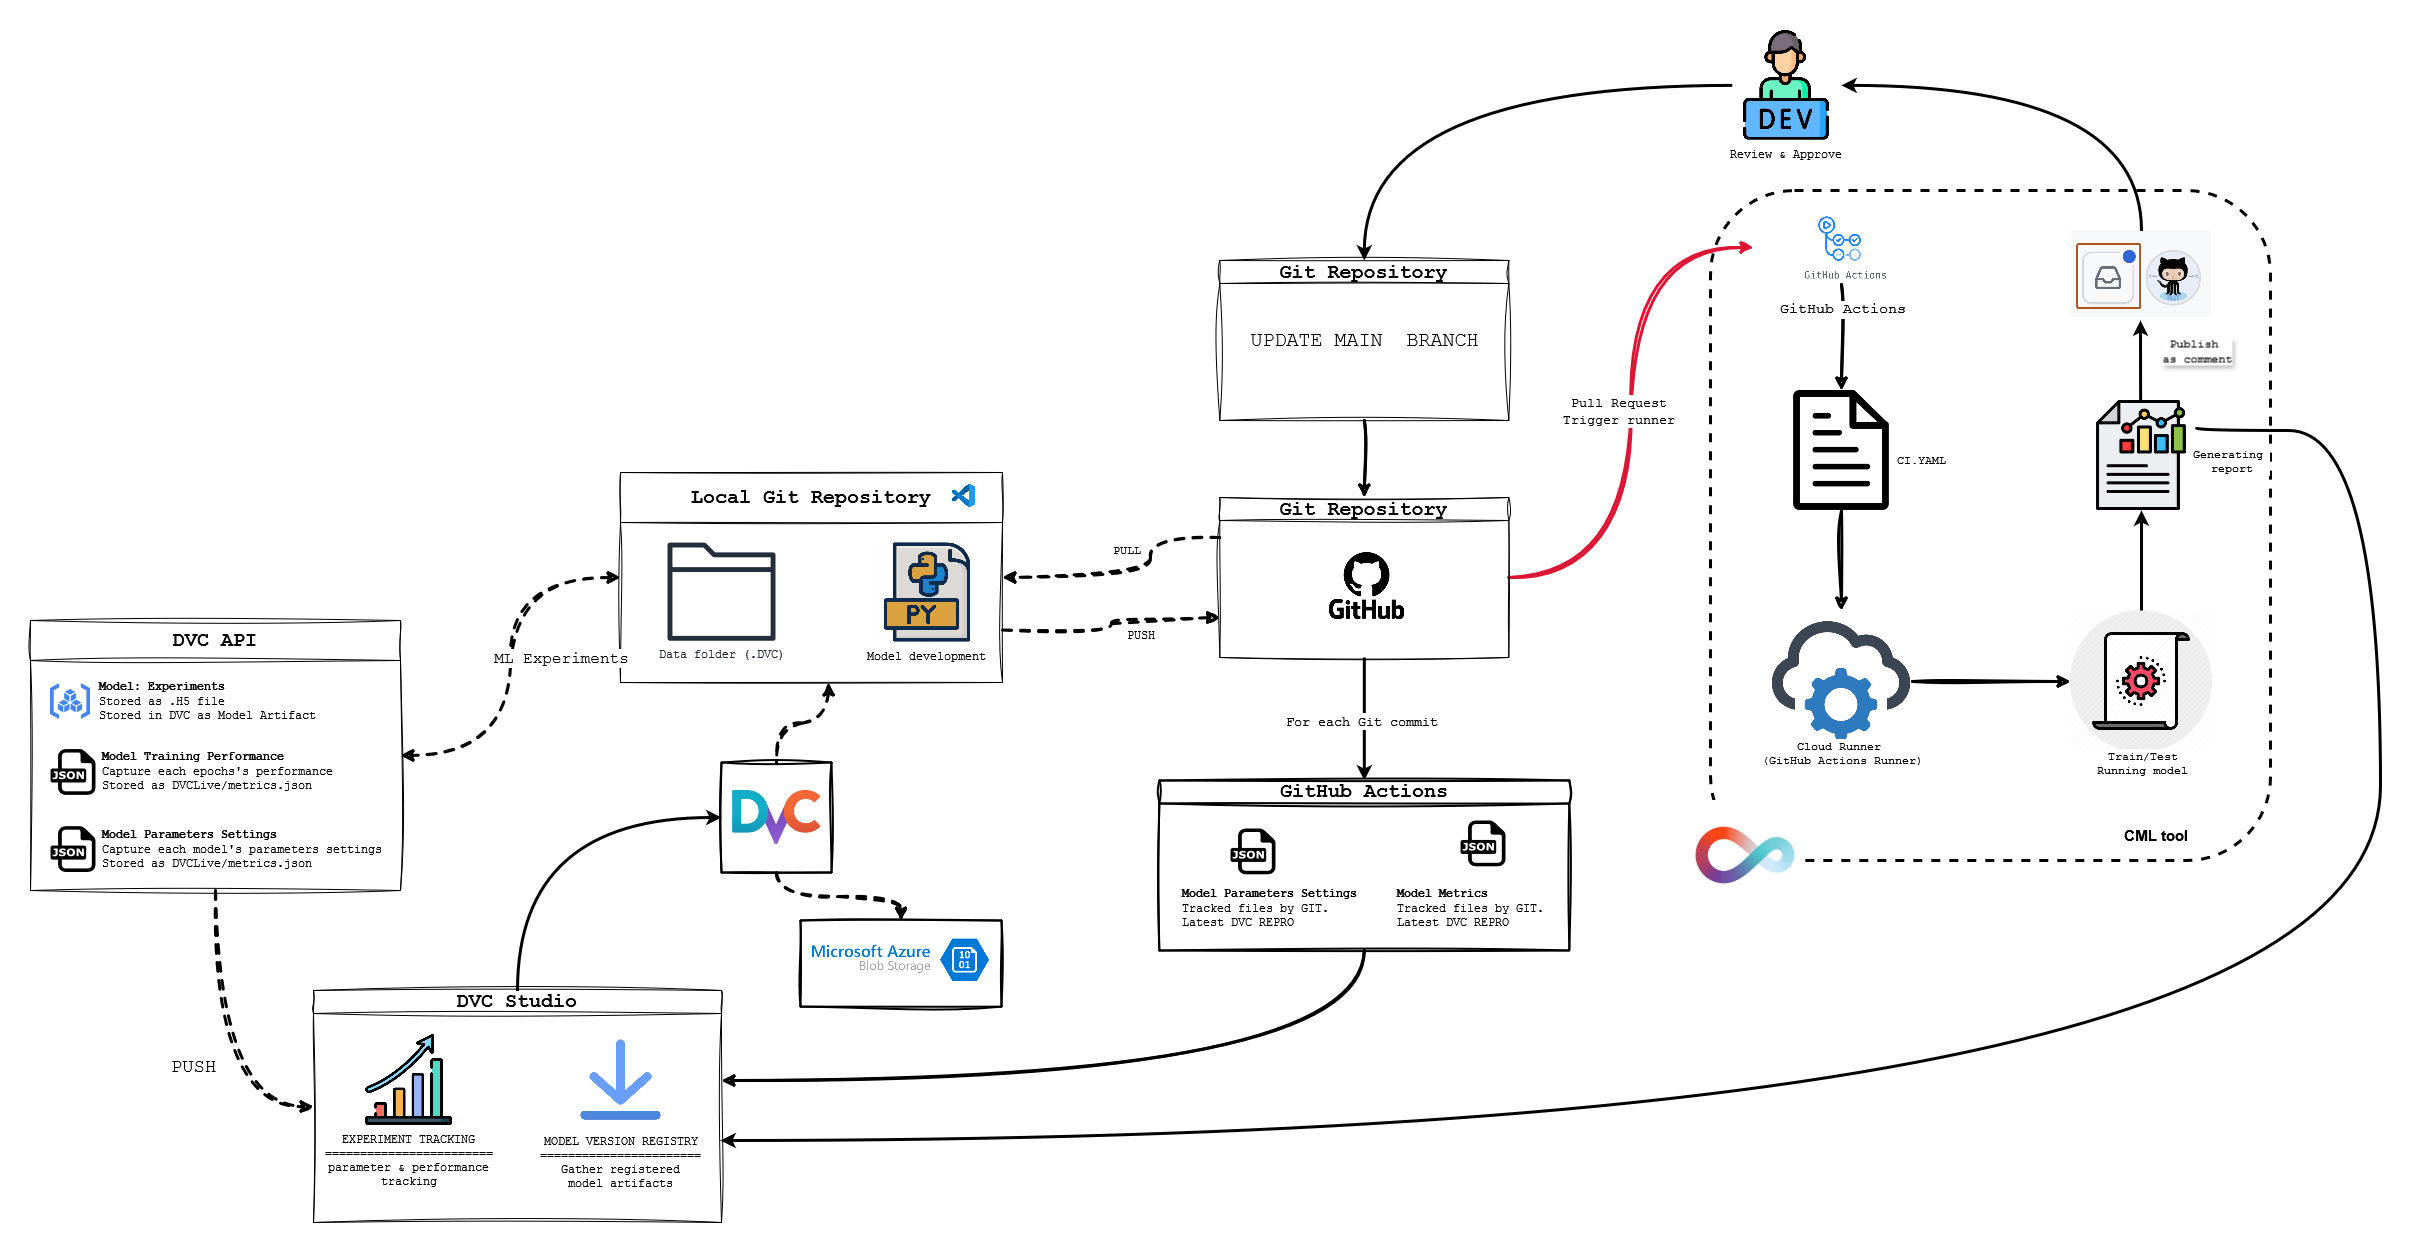 DEV
Review & Approve
GitHub Actions
GitHub Actions
Git Repository
UPDATE MAIN  BRANCH
Publish
as comment
Pull Request
Trigger runner
CI.YAML
Generating
report
Local Git Repository
PY
Data folder (.DVC)
Model development
PULL
PUSH
Git Repository
GitHub
DVC API
Model: Experiments
Stored as .H5 file
Stored in DVC as Model Artifact
JSON
Model Training Performance
Capture each epochs's performance
Stored as DVCLive/metrics.json
JSON
Model Parameters Settings
Capture each model's parameters settings
Stored as DVCLive/metrics.json
ML Experiments
For each Git commit
Cloud Runner
(GitHub Actions Runner)
Train/Test
Running model
CML tool
DVC
GitHub Actions
JSON
Model Parameters Settings
Tracked files by GIT.
Latest DVC REPRO
JSON
Model Metrics
Tracked files by GIT.
Latest DVC REPRO
Microsoft Azure
Blob Storage
10
01
PUSH
DVC Studio
EXPERIMENT TRACKING
========================
parameter & performance
tracking
MODEL VERSION REGISTRY
=======================
Gather registered
model artifacts